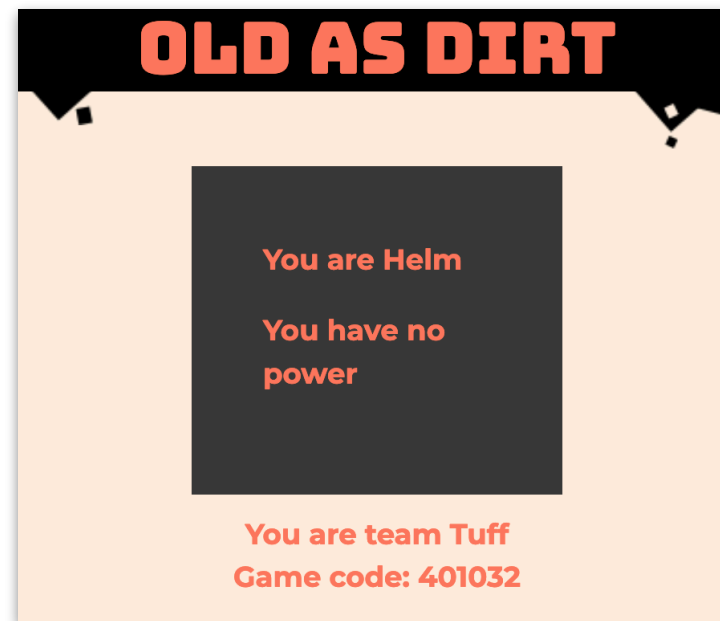 OLD AS DIRT
You are Helm
You have no
power
You are team Tuff
Game code: 401032